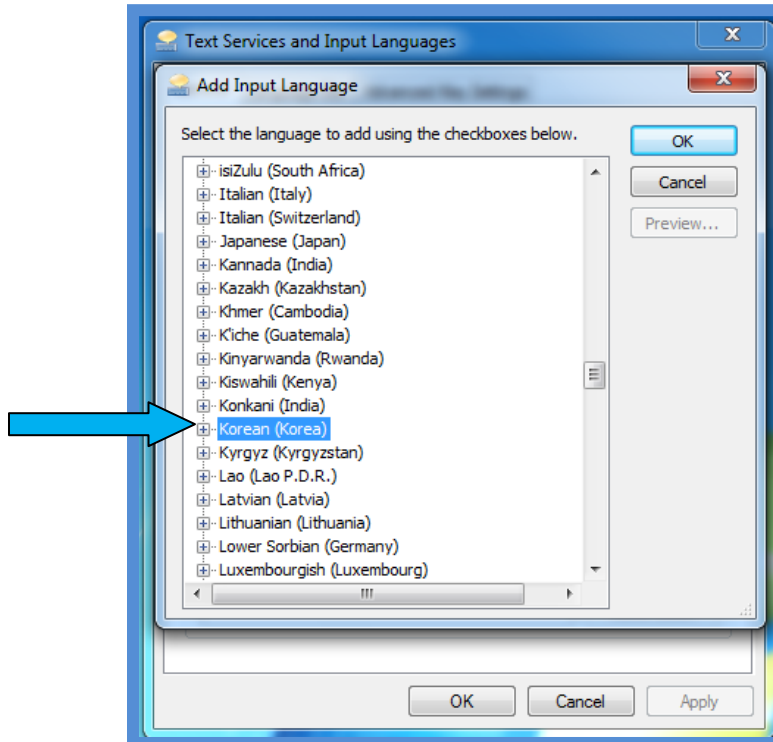 Text Services and Input Languages
Add Input Language
Select the language to add using the checkboxes below.
OK
Cancel
Preview...
isiZulu (South Africa)
Italian (Italy)
Italian (Switzerland)
Japanese (Japan)
Kannada (India)
Kazakh (Kazakhstan)
Khmer (Cambodia)
K'iche (Guatemala)
Kinyarwanda (Rwanda)
Kiswahili (Kenya)
Konkani (India)
Korean (Korea)
Kyrgyz (Kyrgyzstan)
Lao (Lao P.D.R.)
Latvian (Latvia)
Lithuanian (Lithuania)
Lower Sorbian (Germany)
Luxembourgish (Luxembourg)
OK Cancel Apply